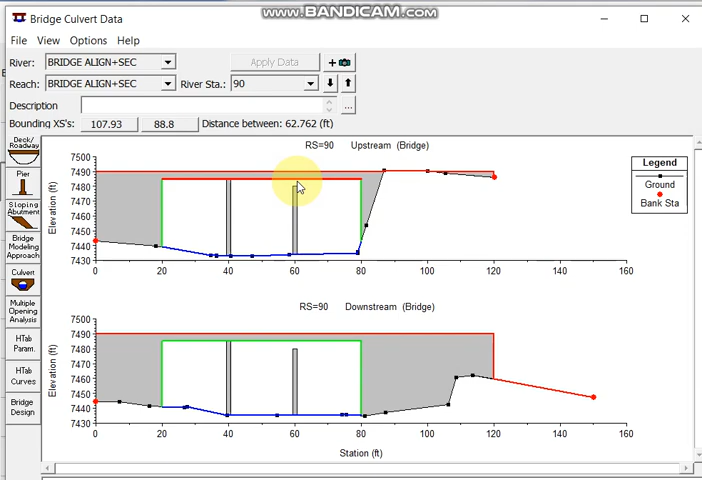 WWW.BANDICAM.COM
Bridge Culvert Data
File View Options Help
River: BRIDGE ALIGN+SEC Apply Data +
Reach: BRIDGE ALIGN+SEC River Sta.: 90
Description ...
Bounding XS's: 107.93 88.8 Distance between: 62.762 (ft)
Deck/
Roadway
Pier
Sloping
Abutment
Bridge
Modeling
Approach
Culvert
Multiple
Opening
Analysis
HTab
Param.
HTab
Curves
Bridge
Design
RS=90 Upstream (Bridge)
Elevation (ft)
7500
7490
7480
7470
7460
7450
7440
7430
0 20 40 60 80 100 120 140 160
Legend
Ground
Bank Sta
RS=90 Downstream (Bridge)
Elevation (ft)
7500
7490
7480
7470
7460
7450
7440
7430
0 20 40 60 80 100 120 140 160
Station (ft)